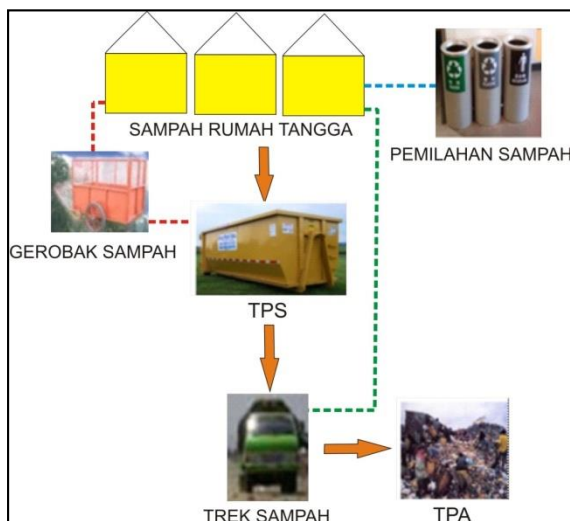 SAMPAH RUMAH TANGGA
PEMILAHAN SAMPAH
GEROBAK SAMPAH
TPS
TREK SAMPAH
TPA